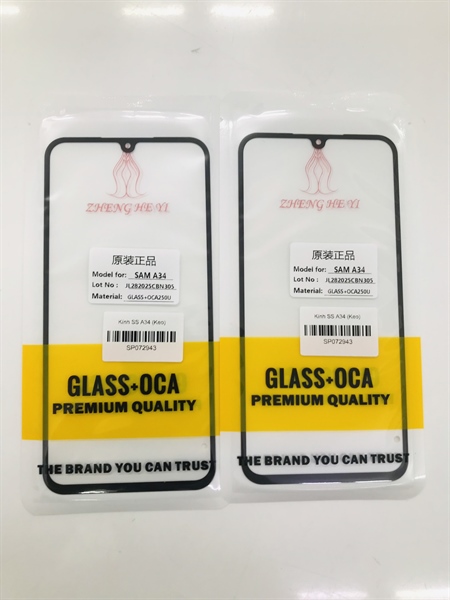 ZHENG HE YI
原装正品
Model for: SAM A34
Lot No : JL282025CBN305
Material: GLASS+OCA250U
Kính SS A34 (Keo)
SP072943
GLASS+OCA
PREMIUM QUALITY
THE BRAND YOU CAN TRUST
ZHENG HE YI
原装正品
Model for: SAM A34
Lot No : JL282025CBN305
Material: GLASS+OCA250U
Kính SS A34 (Keo)
SP072943
GLASS+OCA
PREMIUM QUALITY
THE BRAND YOU CAN TRUST